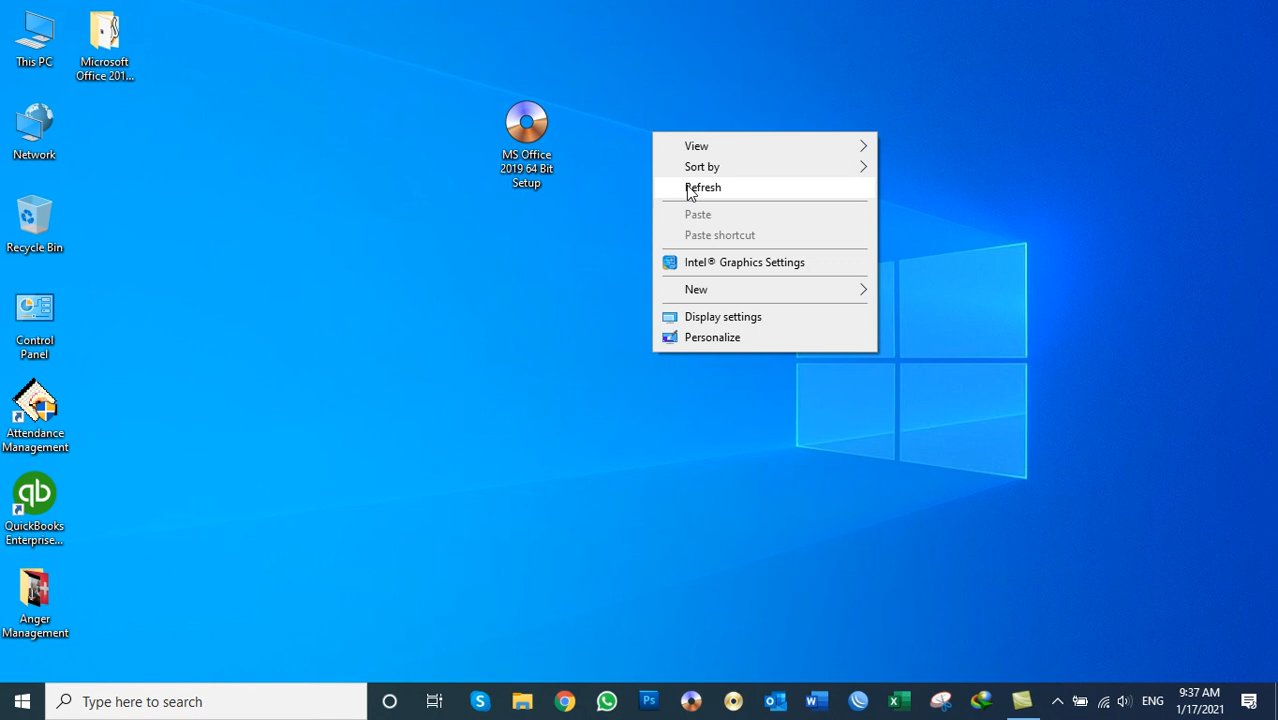 This PC
Microsoft
Office 201...
Network
Recycle Bin
Control
Panel
Attendance
Management
qb
QuickBooks
Enterprise...
Anger
Management
MS Office
2019 64 Bit
Setup
View
Sort by
Refresh
Paste
Paste shortcut
Intel® Graphics Settings
New
Display settings
Personalize
Type here to search
Ps
ENG
9:37 AM
1/17/2021